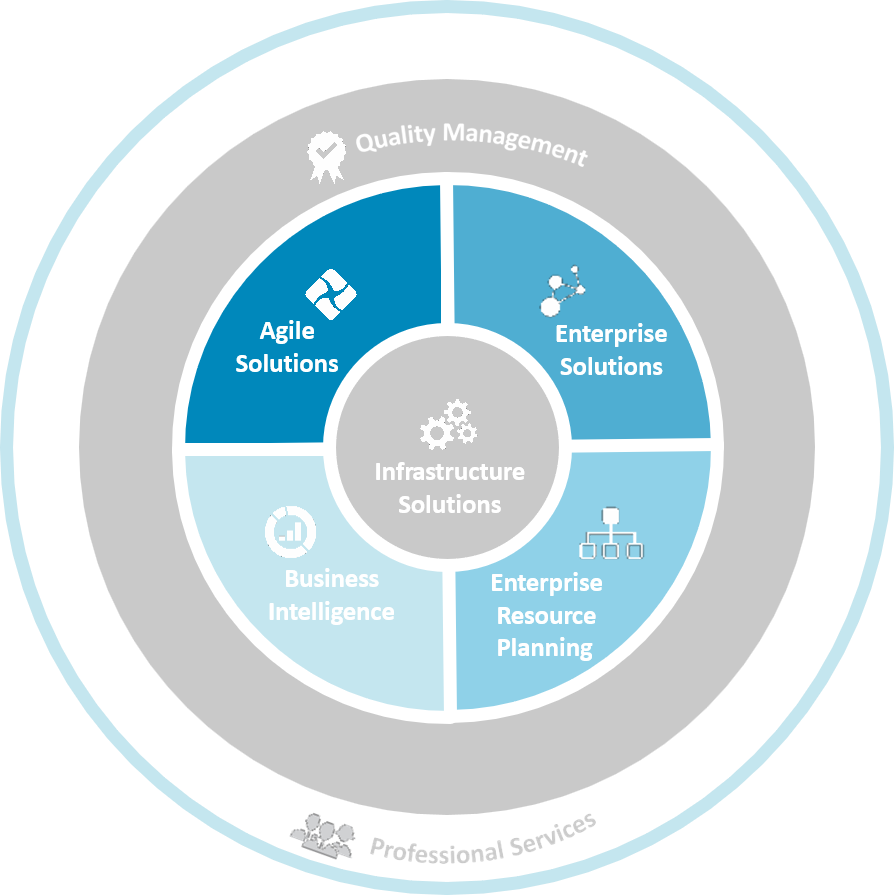 Quality Management
Agile
Solutions
Enterprise
Solutions
Infrastructure
Solutions
Business
Intelligence
Enterprise
Resource
Planning
Professional Services